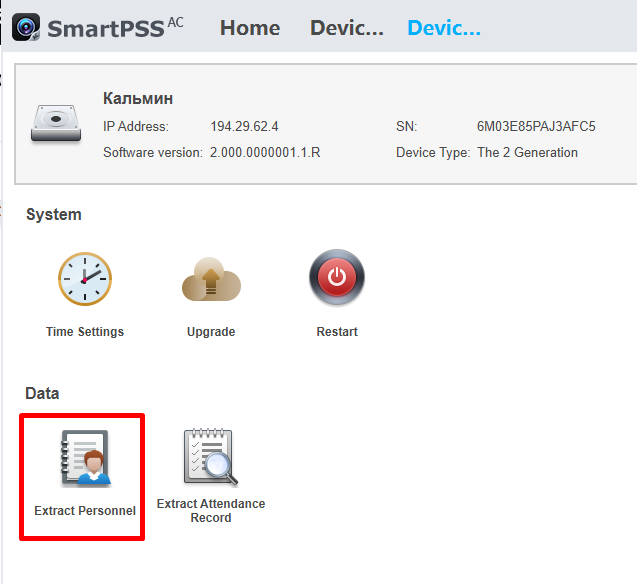 SmartPSS AC Home Devic... Devic...
Кальмин
IP Address: 194.29.62.4 SN: 6M03E85PAJ3AFC5
Software version: 2.000.0000001.1.R Device Type: The 2 Generation
System
Time Settings Upgrade Restart
Data
Extract Personnel
Extract Attendance
Record